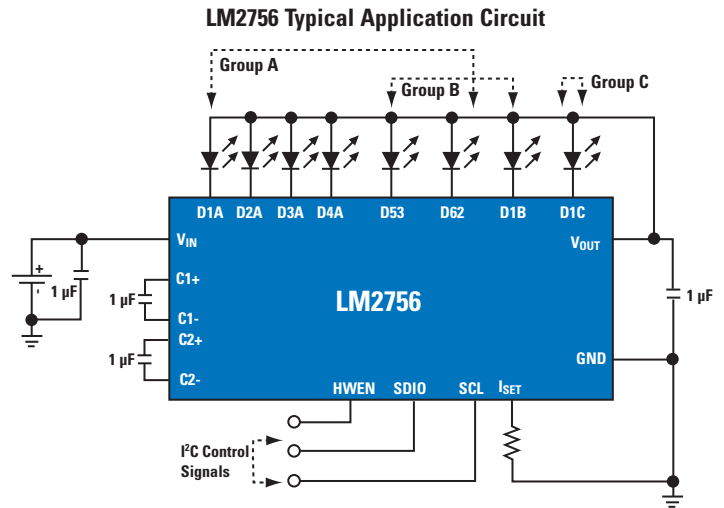 LM2756 Typical Application Circuit
Group A
Group B
Group C
D1A D2A D3A D4A D53 D62 D1B D1C
VIN
VOUT
+
-
1 µF
C1+
1 µF
C1-
C2+
1 µF
C2-
LM2756
1 µF
GND
HWEN SDIO SCL ISET
I²C Control
Signals